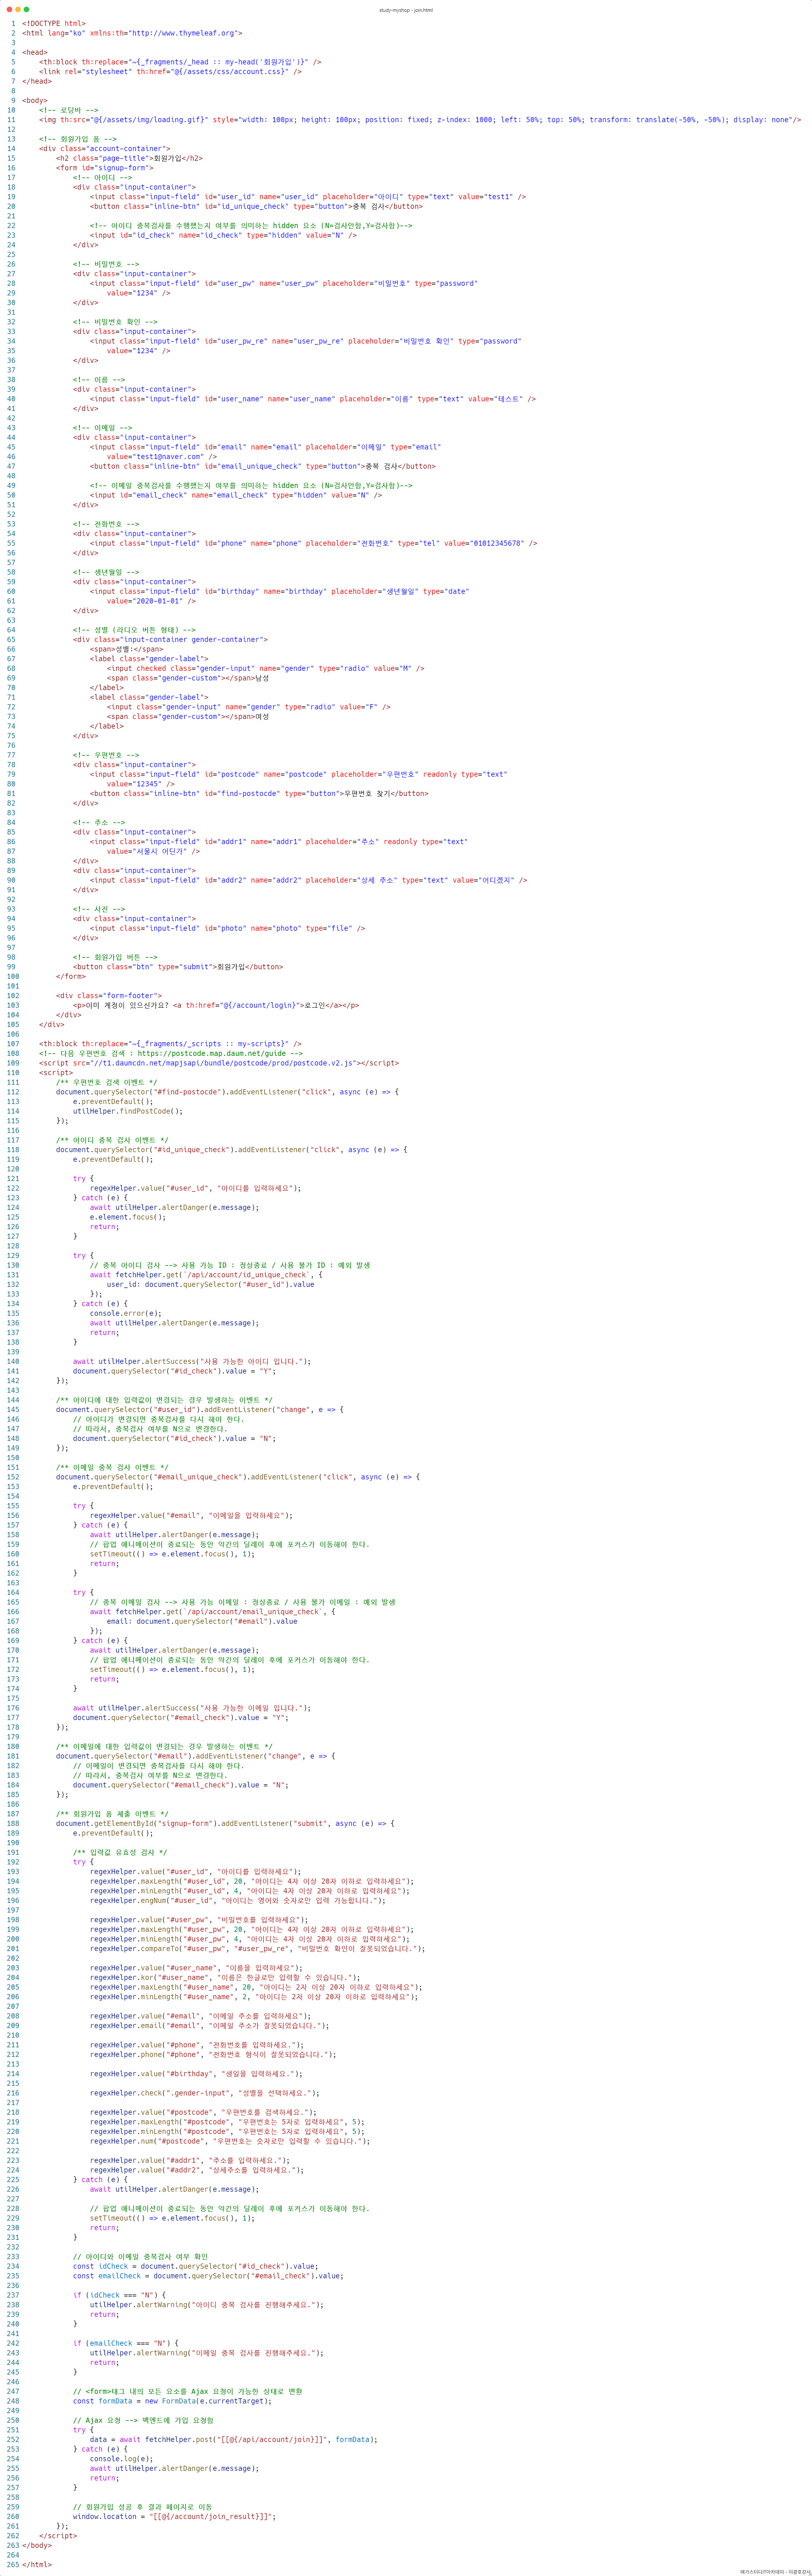 study-myshop - join.html
1 <!DOCTYPE html>
2 <html lang="ko" xmlns:th="http://www.thymeleaf.org">
3
4 <head>
5     <th:block th:replace="~{_fragments/_head :: my-head('회원가입')}" />
6     <link rel="stylesheet" th:href="@{/assets/css/account.css}" />
7 </head>
8
9 <body>
10     <!-- 로딩바 -->
11     <img th:src="@{/assets/img/loading.gif}" style="width: 100px; height: 100px; position: fixed; z-index: 1000; left: 50%; top: 50%; transform: translate(-50%, -50%); display: none"/>
12
13     <!-- 회원가입 폼 -->
14     <div class="account-container">
15         <h2 class="page-title">회원가입</h2>
16         <form id="signup-form">
17             <!-- 아이디 -->
18             <div class="input-container">
19                 <input class="input-field" id="user_id" name="user_id" placeholder="아이디" type="text" value="test1" />
20                 <button class="inline-btn" id="id_unique_check" type="button">중복 검사</button>
21
22                 <!-- 아이디 중복검사를 수행했는지 여부를 의미하는 hidden 요소 (N=검사안함,Y=검사함)-->
23                 <input id="id_check" name="id_check" type="hidden" value="N" />
24             </div>
25
26             <!-- 비밀번호 -->
27             <div class="input-container">
28                 <input class="input-field" id="user_pw" name="user_pw" placeholder="비밀번호" type="password"
29                     value="1234" />
30             </div>
31
32             <!-- 비밀번호 확인 -->
33             <div class="input-container">
34                 <input class="input-field" id="user_pw_re" name="user_pw_re" placeholder="비밀번호 확인" type="password"
35                     value="1234" />
36             </div>
37
38             <!-- 이름 -->
39             <div class="input-container">
40                 <input class="input-field" id="user_name" name="user_name" placeholder="이름" type="text" value="테스트" />
41             </div>
42
43             <!-- 이메일 -->
44             <div class="input-container">
45                 <input class="input-field" id="email" name="email" placeholder="이메일" type="email"
46                     value="test1@naver.com" />
47                 <button class="inline-btn" id="email_unique_check" type="button">중복 검사</button>
48
49                 <!-- 이메일 중복검사를 수행했는지 여부를 의미하는 hidden 요소 (N=검사안함,Y=검사함)-->
50                 <input id="email_check" name="email_check" type="hidden" value="N" />
51             </div>
52
53             <!-- 전화번호 -->
54             <div class="input-container">
55                 <input class="input-field" id="phone" name="phone" placeholder="전화번호" type="tel" value="01012345678" />
56             </div>
57
58             <!-- 생년월일 -->
59             <div class="input-container">
60                 <input class="input-field" id="birthday" name="birthday" placeholder="생년월일" type="date"
61                     value="2020-01-01" />
62             </div>
63
64             <!-- 성별 (라디오 버튼 형태) -->
65             <div class="input-container gender-container">
66                 <span>성별:</span>
67                 <label class="gender-label">
68                     <input checked class="gender-input" name="gender" type="radio" value="M" />
69                     <span class="gender-custom"></span>남성
70                 </label>
71                 <label class="gender-label">
72                     <input class="gender-input" name="gender" type="radio" value="F" />
73                     <span class="gender-custom"></span>여성
74                 </label>
75             </div>
76
77             <!-- 우편번호 -->
78             <div class="input-container">
79                 <input class="input-field" id="postcode" name="postcode" placeholder="우편번호" readonly type="text"
80                     value="12345" />
81                 <button class="inline-btn" id="find-postocde" type="button">우편번호 찾기</button>
82             </div>
83
84             <!-- 주소 -->
85             <div class="input-container">
86                 <input class="input-field" id="addr1" name="addr1" placeholder="주소" readonly type="text"
87                     value="서울시 어딘가" />
88             </div>
89             <div class="input-container">
90                 <input class="input-field" id="addr2" name="addr2" placeholder="상세 주소" type="text" value="어디겠지" />
91             </div>
92
93             <!-- 사진 -->
94             <div class="input-container">
95                 <input class="input-field" id="photo" name="photo" type="file" />
96             </div>
97
98             <!-- 회원가입 버튼 -->
99             <button class="btn" type="submit">회원가입</button>
100         </form>
101
102         <div class="form-footer">
103             <p>이미 계정이 있으신가요? <a th:href="@{/account/login}">로그인</a></p>
104         </div>
105     </div>
106
107     <th:block th:replace="~{_fragments/_scripts :: my-scripts}" />
108     <!-- 다음 우편번호 검색 : https://postcode.map.daum.net/guide -->
109     <script src="//t1.daumcdn.net/mapjsapi/bundle/postcode/prod/postcode.v2.js"></script>
110     <script>
111         /** 우편번호 검색 이벤트 */
112         document.querySelector("#find-postocde").addEventListener("click", async (e) => {
113             e.preventDefault();
114             utilHelper.findPostCode();
115         });
116
117         /** 아이디 중복 검사 이벤트 */
118         document.querySelector("#id_unique_check").addEventListener("click", async (e) => {
119             e.preventDefault();
120
121             try {
122                 regexHelper.value("#user_id", "아이디를 입력하세요");
123             } catch (e) {
124                 await utilHelper.alertDanger(e.message);
125                 e.element.focus();
126                 return;
127             }
128
129             try {
130                 // 중복 아이디 검사 --> 사용 가능 ID : 정상종료 / 사용 불가 ID : 예외 발생
131                 await fetchHelper.get(`/api/account/id_unique_check`, {
132                     user_id: document.querySelector("#user_id").value
133                 });
134             } catch (e) {
135                 console.error(e);
136                 await utilHelper.alertDanger(e.message);
137                 return;
138             }
139
140             await utilHelper.alertSuccess("사용 가능한 아이디 입니다.");
141             document.querySelector("#id_check").value = "Y";
142         });
143
144         /** 아이디에 대한 입력값이 변경되는 경우 발생하는 이벤트 */
145         document.querySelector("#user_id").addEventListener("change", e => {
146             // 아이디가 변경되면 중복검사를 다시 해야 한다.
147             // 따라서, 중복검사 여부를 N으로 변경한다.
148             document.querySelector("#id_check").value = "N";
149         });
150
151         /** 이메일 중복 검사 이벤트 */
152         document.querySelector("#email_unique_check").addEventListener("click", async (e) => {
153             e.preventDefault();
154
155             try {
156                 regexHelper.value("#email", "이메일을 입력하세요");
157             } catch (e) {
158                 await utilHelper.alertDanger(e.message);
159                 // 팝업 애니메이션이 종료되는 동안 약간의 딜레이 후에 포커스가 이동해야 한다.
160                 setTimeout(() => e.element.focus(), 1);
161                 return;
162             }
163
164             try {
165                 // 중복 이메일 검사 --> 사용 가능 이메일 : 정상종료 / 사용 불가 이메일 : 예외 발생
166                 await fetchHelper.get(`/api/account/email_unique_check`, {
167                     email: document.querySelector("#email").value
168                 });
169             } catch (e) {
170                 await utilHelper.alertDanger(e.message);
171                 // 팝업 애니메이션이 종료되는 동안 약간의 딜레이 후에 포커스가 이동해야 한다.
172                 setTimeout(() => e.element.focus(), 1);
173                 return;
174             }
175
176             await utilHelper.alertSuccess("사용 가능한 이메일 입니다.");
177             document.querySelector("#email_check").value = "Y";
178         });
179
180         /** 이메일에 대한 입력값이 변경되는 경우 발생하는 이벤트 */
181         document.querySelector("#email").addEventListener("change", e => {
182             // 이메일이 변경되면 중복검사를 다시 해야 한다.
183             // 따라서, 중복검사 여부를 N으로 변경한다.
184             document.querySelector("#email_check").value = "N";
185         });
186
187         /** 회원가입 폼 제출 이벤트 */
188         document.getElementById("signup-form").addEventListener("submit", async (e) => {
189             e.preventDefault();
190
191             /** 입력값 유효성 검사 */
192             try {
193                 regexHelper.value("#user_id", "아이디를 입력하세요");
194                 regexHelper.maxLength("#user_id", 20, "아이디는 4자 이상 20자 이하로 입력하세요");
195                 regexHelper.minLength("#user_id", 4, "아이디는 4자 이상 20자 이하로 입력하세요");
196                 regexHelper.engNum("#user_id", "아이디는 영어와 숫자로만 입력 가능합니다.");
197
198                 regexHelper.value("#user_pw", "비밀번호를 입력하세요");
199                 regexHelper.maxLength("#user_pw", 20, "아이디는 4자 이상 20자 이하로 입력하세요");
200                 regexHelper.minLength("#user_pw", 4, "아이디는 4자 이상 20자 이하로 입력하세요");
201                 regexHelper.compareTo("#user_pw", "#user_pw_re", "비밀번호 확인이 잘못되었습니다.");
202
203                 regexHelper.value("#user_name", "이름을 입력하세요");
204                 regexHelper.kor("#user_name", "이름은 한글로만 입력할 수 있습니다.");
205                 regexHelper.maxLength("#user_name", 20, "아이디는 2자 이상 20자 이하로 입력하세요");
206                 regexHelper.minLength("#user_name", 2, "아이디는 2자 이상 20자 이하로 입력하세요");
207
208                 regexHelper.value("#email", "이메일 주소를 입력하세요");
209                 regexHelper.email("#email", "이메일 주소가 잘못되었습니다.");
210
211                 regexHelper.value("#phone", "전화번호를 입력하세요.");
212                 regexHelper.phone("#phone", "전화번호 형식이 잘못되었습니다.");
213
214                 regexHelper.value("#birthday", "생일을 입력하세요.");
215
216                 regexHelper.check(".gender-input", "성별을 선택하세요.");
217
218                 regexHelper.value("#postcode", "우편번호를 검색하세요.");
219                 regexHelper.maxLength("#postcode", "우편번호는 5자로 입력하세요", 5);
220                 regexHelper.minLength("#postcode", "우편번호는 5자로 입력하세요", 5);
221                 regexHelper.num("#postcode", "우편번호는 숫자로만 입력할 수 있습니다.");
222
223                 regexHelper.value("#addr1", "주소를 입력하세요.");
224                 regexHelper.value("#addr2", "상세주소를 입력하세요.");
225             } catch (e) {
226                 await utilHelper.alertDanger(e.message);
227
228                 // 팝업 애니메이션이 종료되는 동안 약간의 딜레이 후에 포커스가 이동해야 한다.
229                 setTimeout(() => e.element.focus(), 1);
230                 return;
231             }
232
233             // 아이디와 이메일 중복검사 여부 확인
234             const idCheck = document.querySelector("#id_check").value;
235             const emailCheck = document.querySelector("#email_check").value;
236
237             if (idCheck === "N") {
238                 utilHelper.alertWarning("아이디 중복 검사를 진행해주세요.");
239                 return;
240             }
241
242             if (emailCheck === "N") {
243                 utilHelper.alertWarning("이메일 중복 검사를 진행해주세요.");
244                 return;
245             }
246
247             // <form>태그 내의 모든 요소를 Ajax 요청이 가능한 상태로 변환
248             const formData = new FormData(e.currentTarget);
249
250             // Ajax 요청 --> 백엔드에 가입 요청함
251             try {
252                 data = await fetchHelper.post("[[@{/api/account/join}]]", formData);
253             } catch (e) {
254                 console.log(e);
255                 await utilHelper.alertDanger(e.message);
256                 return;
257             }
258
259             // 회원가입 성공 후 결과 페이지로 이동
260             window.location = "[[@{/account/join_result}]]";
261         });
262     </script>
263 </body>
264
265 </html>
메가스터디IT아카데미 - 이광호강사